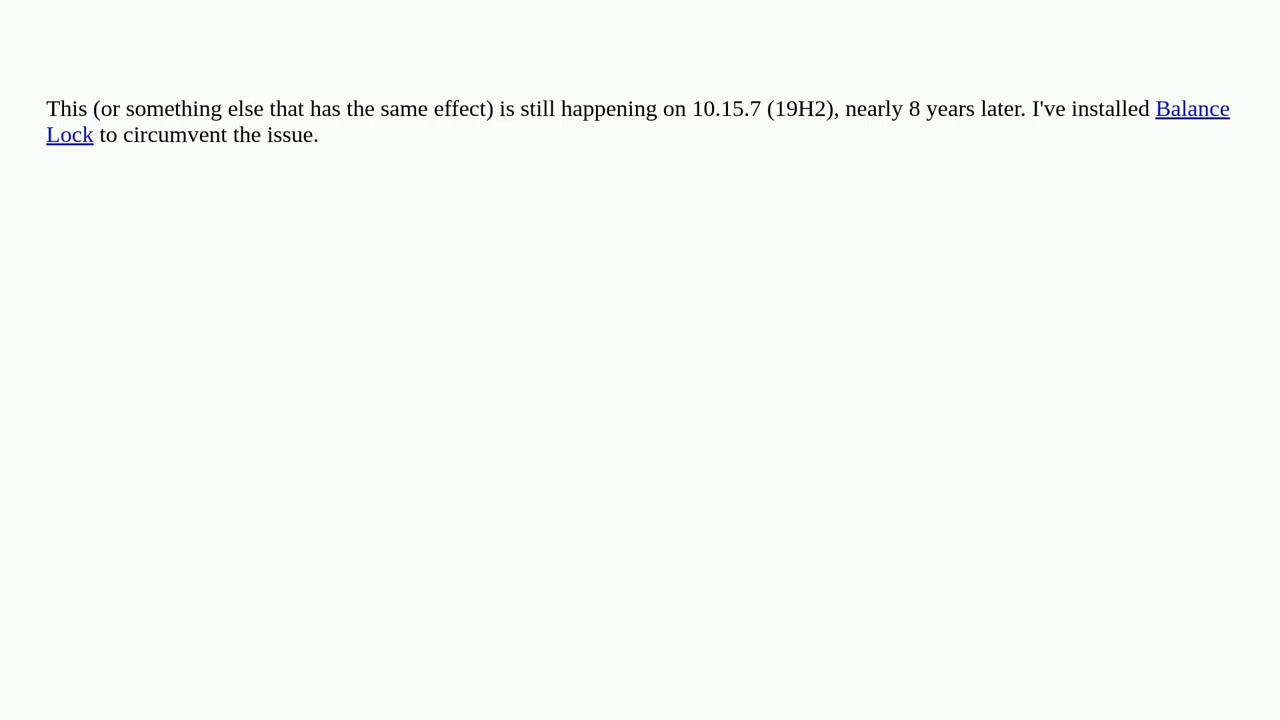 This (or something else that has the same effect) is still happening on 10.15.7 (19H2), nearly 8 years later. I've installed Balance
Lock to circumvent the issue.